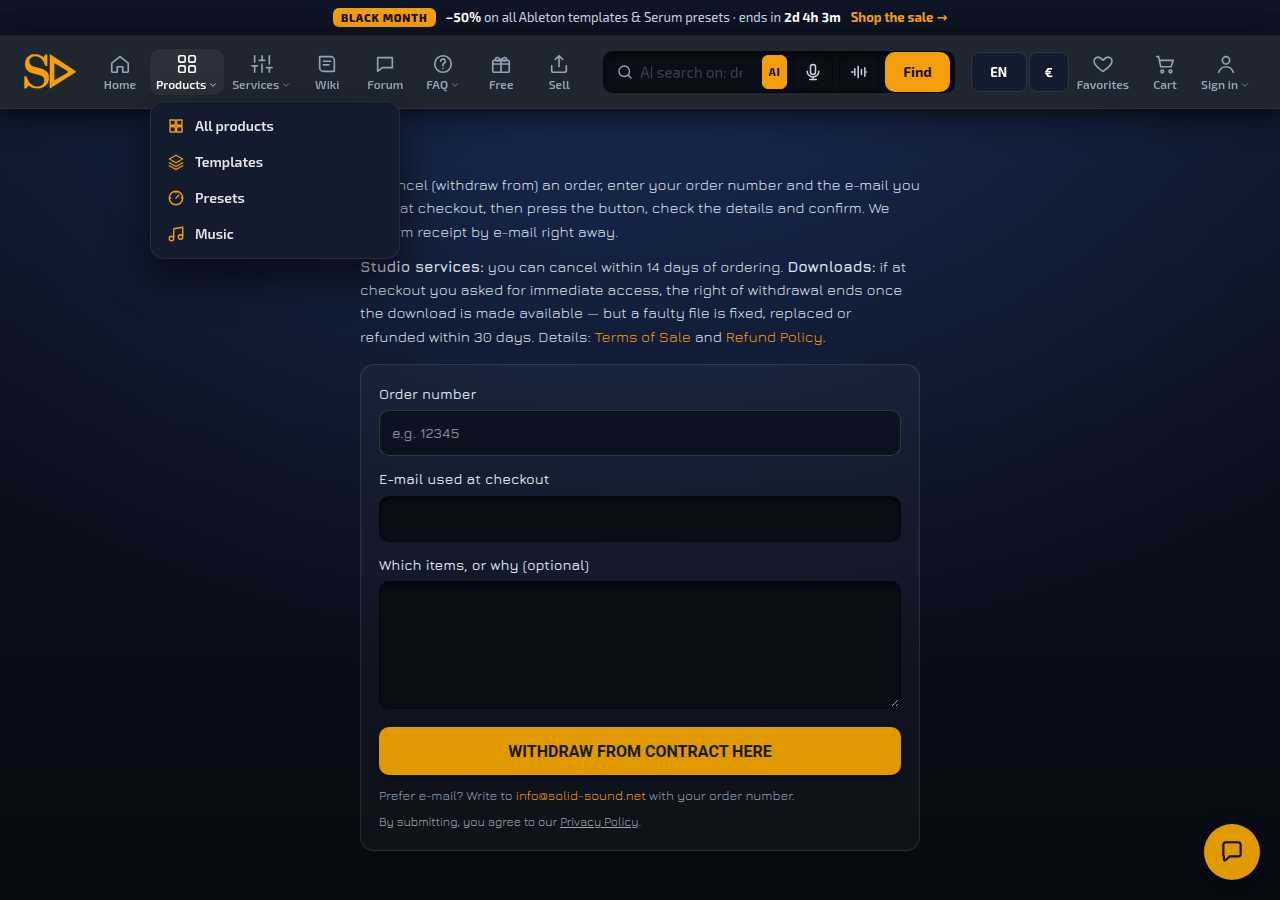 BLACK MONTH −50% on all Ableton templates & Serum presets · ends in 2d 4h 3m Shop the sale →
Home Products Services Wiki Forum FAQ Free Sell AI search on: dr AI Find EN € Favorites Cart Sign in
All products
Templates
Presets
Music
(withdraw from) an order, enter your order number and the e-mail you
at checkout, then press the button, check the details and confirm. We
receipt by e-mail right away.
Studio services: you can cancel within 14 days of ordering. Downloads: if at
checkout you asked for immediate access, the right of withdrawal ends once
the download is made available — but a faulty file is fixed, replaced or
refunded within 30 days. Details: Terms of Sale and Refund Policy.
Order number
e.g. 12345
E-mail used at checkout
Which items, or why (optional)
WITHDRAW FROM CONTRACT HERE
Prefer e-mail? Write to info@solid-sound.net with your order number.
By submitting, you agree to our Privacy Policy.